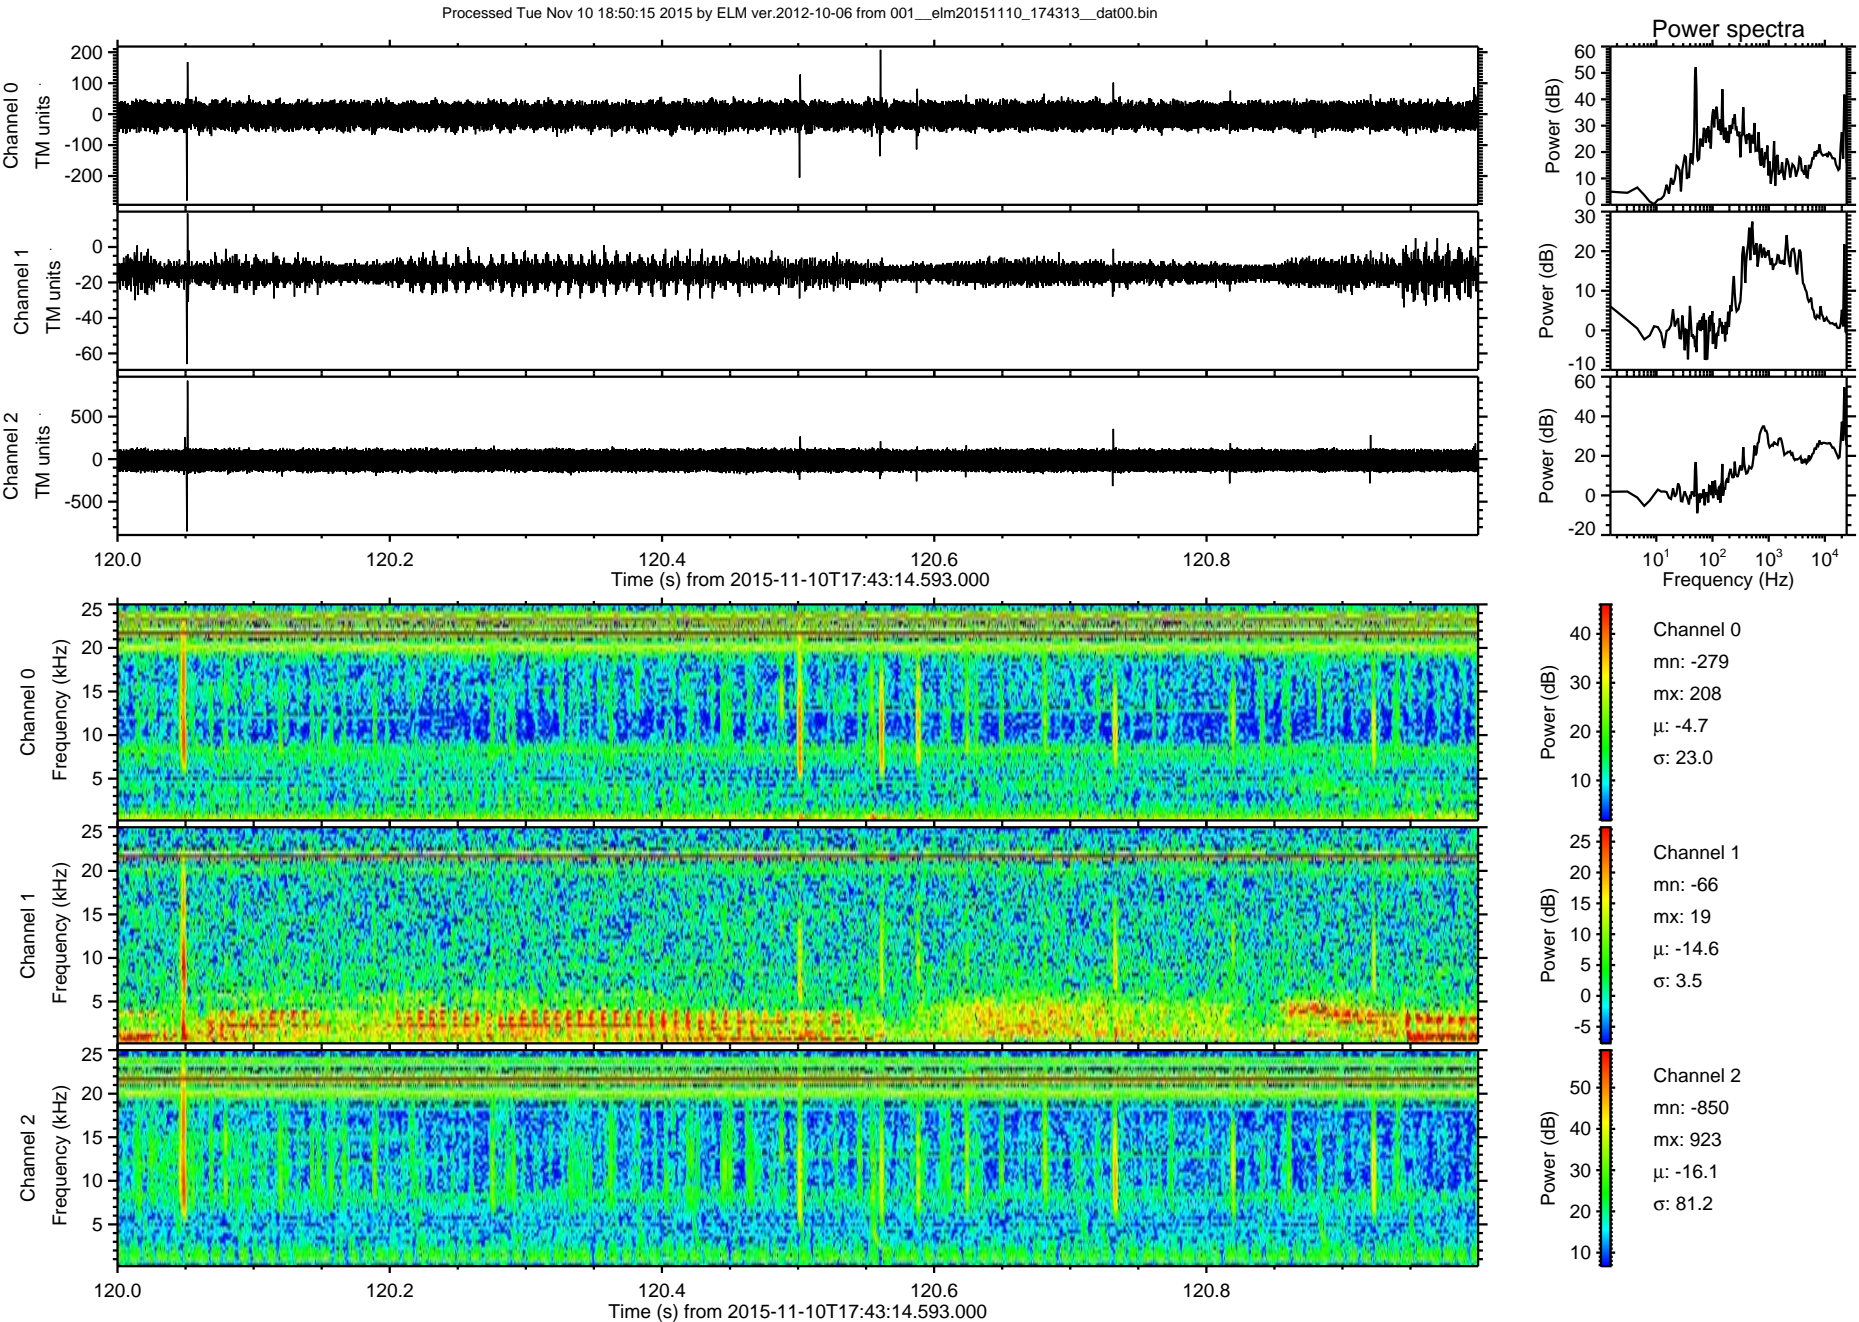 Processed Tue Nov 10 18:50:15 2015 by ELM ver.2012-10-06 from 001__elm20151110_174313__dat00.bin
Power spectra
Channel 0
TM units
200
100
0
-100
-200
Power (dB)
60
50
40
30
20
10
0
Channel 1
TM units
0
-20
-40
-60
Power (dB)
30
20
10
0
-10
Channel 2
TM units
500
0
-500
Power (dB)
60
40
20
0
-20
120.0 120.2 120.4 120.6 120.8
Time (s) from 2015-11-10T17:43:14.593.000
10¹ 10² 10³ 10⁴
Frequency (Hz)
Channel 0
Frequency (kHz)
25
20
15
10
5
Power (dB)
40
30
20
10
Channel 0
mn: -279
mx: 208
μ: -4.7
σ: 23.0
Channel 1
Frequency (kHz)
25
20
15
10
5
Power (dB)
25
20
15
10
5
0
-5
Channel 1
mn: -66
mx: 19
μ: -14.6
σ: 3.5
Channel 2
Frequency (kHz)
25
20
15
10
5
Power (dB)
50
40
30
20
10
Channel 2
mn: -850
mx: 923
μ: -16.1
σ: 81.2
120.0 120.2 120.4 120.6 120.8
Time (s) from 2015-11-10T17:43:14.593.000